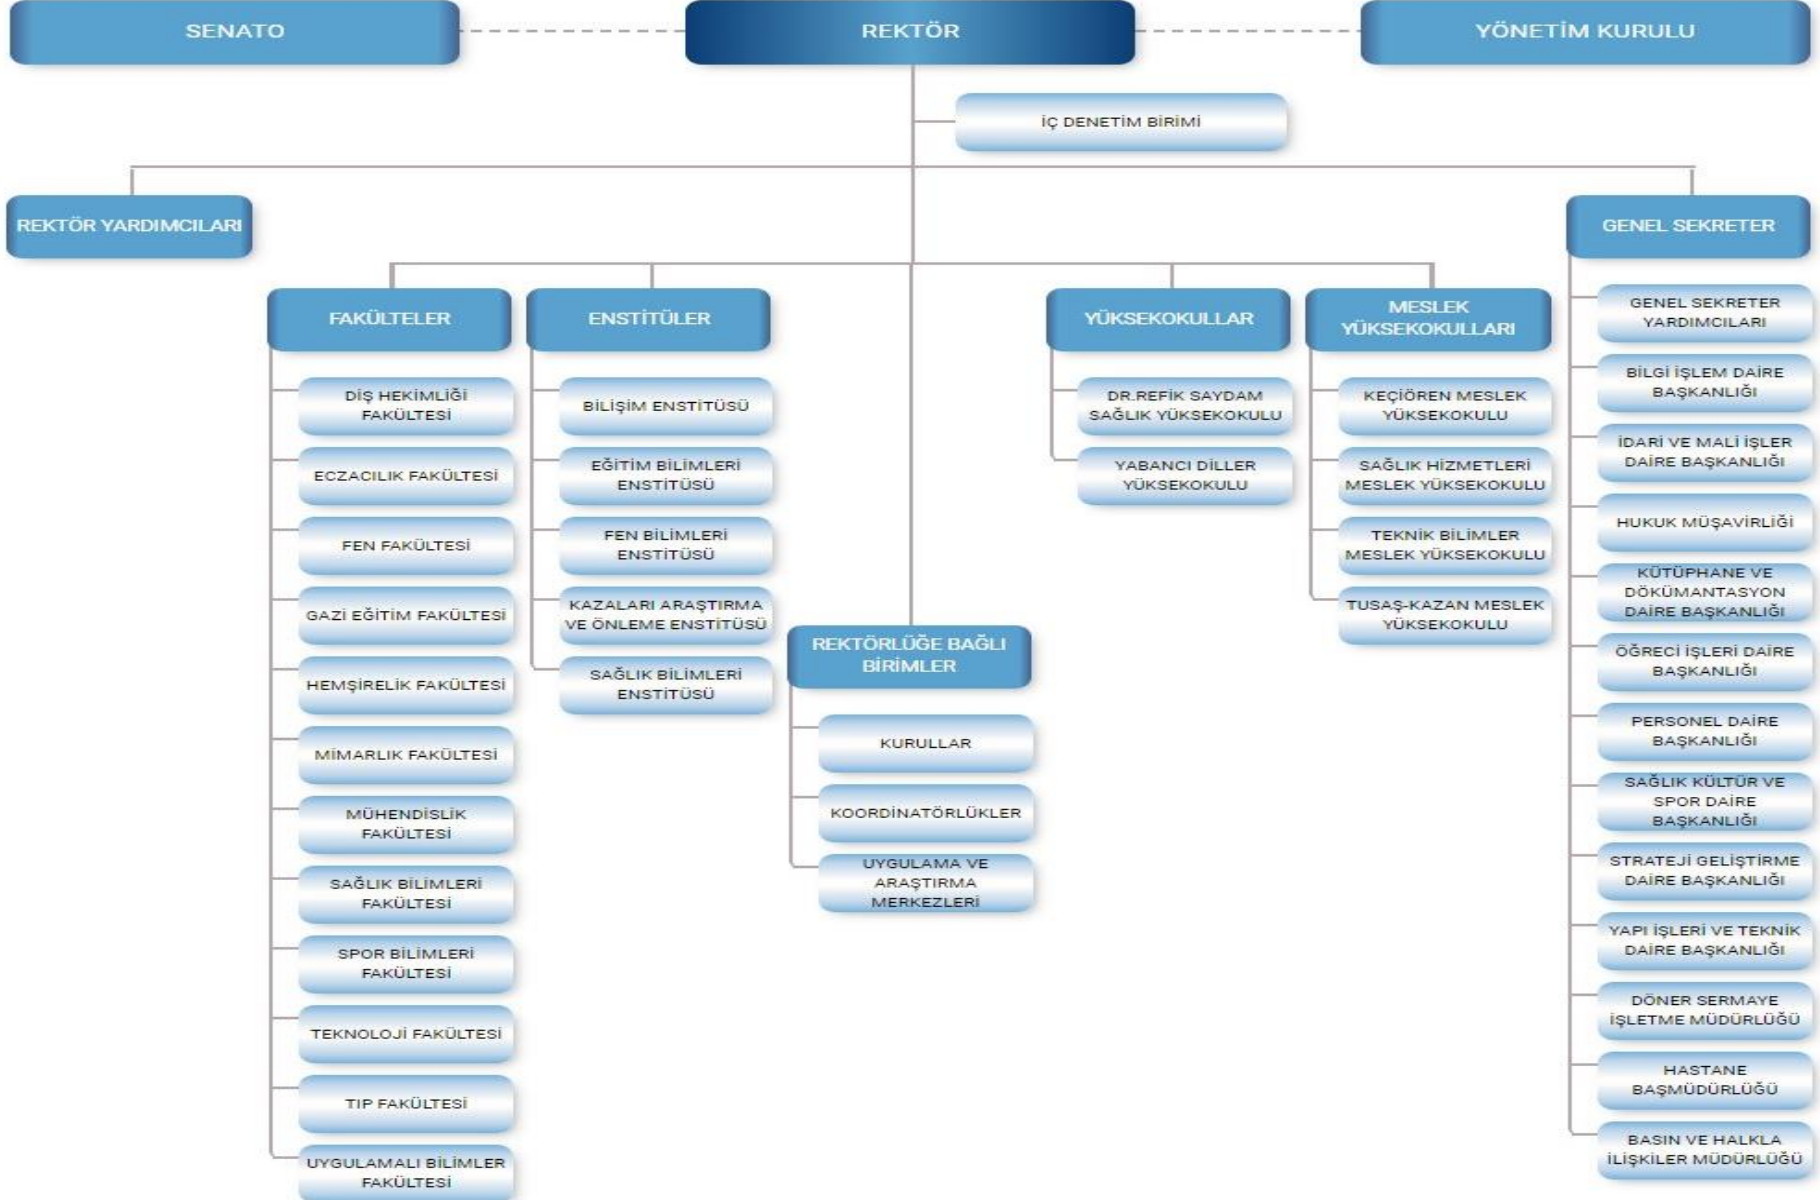 SENATO
REKTÖR
YÖNETİM KURULU
İÇ DENETİM BİRİMİ
REKTÖR YARDIMCILARI
GENEL SEKRETER
FAKÜLTELER
DİŞ HEKİMLİĞİ
FAKÜLTESİ
ECZACILIK FAKÜLTESİ
FEN FAKÜLTESİ
GAZİ EĞİTİM FAKÜLTESİ
HEMŞİRELİK FAKÜLTESİ
MİMARLIK FAKÜLTESİ
MÜHENDİSLİK
FAKÜLTESİ
SAĞLIK BİLİMLERİ
FAKÜLTESİ
SPOR BİLİMLERİ
FAKÜLTESİ
TEKNOLOJİ FAKÜLTESİ
TIP FAKÜLTESİ
UYGULAMALI BİLİMLER
FAKÜLTESİ
ENSTİTÜLER
BİLİŞİM ENSTİTÜSÜ
EĞİTİM BİLİMLERİ
ENSTİTÜSÜ
FEN BİLİMLERİ
ENSTİTÜSÜ
KAZALARI ARAŞTIRMA
VE ÖNLEME ENSTİTÜSÜ
SAĞLIK BİLİMLERİ
ENSTİTÜSÜ
REKTÖRLÜĞE BAĞLI
BİRİMLER
KURULLAR
KOORDİNATÖRLÜKLER
UYGULAMA VE
ARAŞTIRMA
MERKEZLERİ
YÜKSEKOKULLAR
DR.REFİK SAYDAM
SAĞLIK YÜKSEKOKULU
YABANCI DİLLER
YÜKSEKOKULU
MESLEK
YÜKSEKOKULLARI
KEÇİÖREN MESLEK
YÜKSEKOKULU
SAĞLIK HİZMETLERİ
MESLEK YÜKSEKOKULU
TEKNİK BİLİMLER
MESLEK YÜKSEKOKULU
TUSAŞ-KAZAN MESLEK
YÜKSEKOKULU
GENEL SEKRETER
YARDIMCILARI
BİLGİ İŞLEM DAİRE
BAŞKANLIĞI
İDARİ VE MALİ İŞLER
DAİRE BAŞKANLIĞI
HUKUK MÜŞAVİRLİĞİ
KÜTÜPHANE VE
DÖKÜMANTASYON
DAİRE BAŞKANLIĞI
ÖĞRECİ İŞLERİ DAİRE
BAŞKANLIĞI
PERSONEL DAİRE
BAŞKANLIĞI
SAĞLIK KÜLTÜR VE
SPOR DAİRE
BAŞKANLIĞI
STRATEJİ GELİŞTİRME
DAİRE BAŞKANLIĞI
YAPI İŞLERİ VE TEKNİK
DAİRE BAŞKANLIĞI
DÖNER SERMAYE
İŞLETME MÜDÜRLÜĞÜ
HASTANE
BAŞMÜDÜRLÜĞÜ
BASIN VE HALKLA
İLİŞKİLER MÜDÜRLÜĞÜ